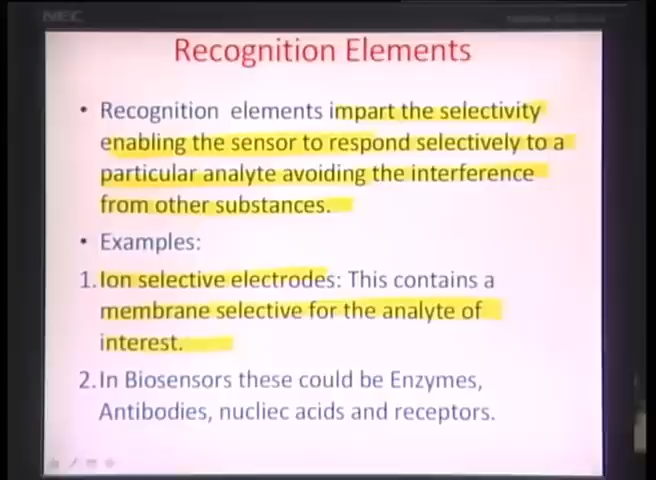 NEC
Recognition Elements
• Recognition elements impart the selectivity
enabling the sensor to respond selectively to a
particular analyte avoiding the interference
from other substances.
• Examples:
1. Ion selective electrodes: This contains a
membrane selective for the analyte of
interest.
2. In Biosensors these could be Enzymes,
Antibodies, nucliec acids and receptors.